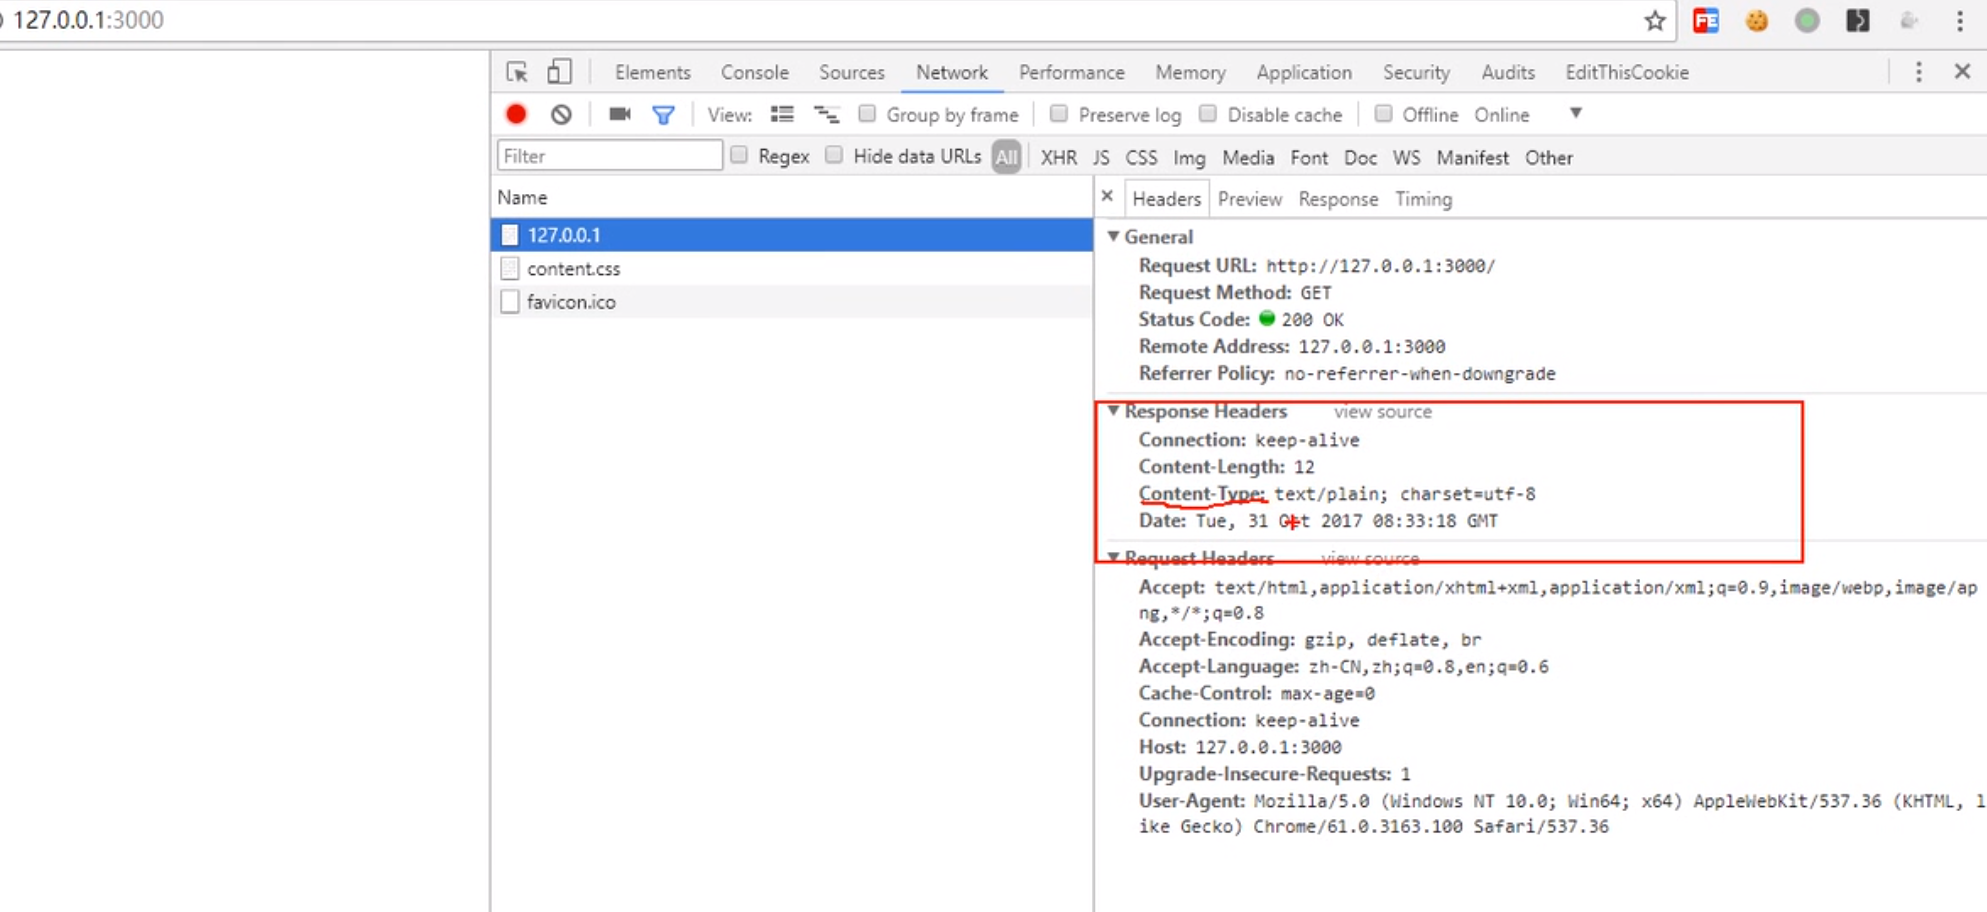 127.0.0.1:3000
FE
Elements Console Sources Network Performance Memory Application Security Audits EditThisCookie
View: Group by frame Preserve log Disable cache Offline Online
Filter Regex Hide data URLs All XHR JS CSS Img Media Font Doc WS Manifest Other
Name
127.0.0.1
content.css
favicon.ico
Headers Preview Response Timing
General
Request URL: http://127.0.0.1:3000/
Request Method: GET
Status Code: 200 OK
Remote Address: 127.0.0.1:3000
Referrer Policy: no-referrer-when-downgrade
Response Headers view source
Connection: keep-alive
Content-Length: 12
Content-Type: text/plain; charset=utf-8
Date: Tue, 31 Oct 2017 08:33:18 GMT
Request Headers view source
Accept: text/html,application/xhtml+xml,application/xml;q=0.9,image/webp,image/ap
ng,*/*;q=0.8
Accept-Encoding: gzip, deflate, br
Accept-Language: zh-CN,zh;q=0.8,en;q=0.6
Cache-Control: max-age=0
Connection: keep-alive
Host: 127.0.0.1:3000
Upgrade-Insecure-Requests: 1
User-Agent: Mozilla/5.0 (Windows NT 10.0; Win64; x64) AppleWebKit/537.36 (KHTML, l
ike Gecko) Chrome/61.0.3163.100 Safari/537.36